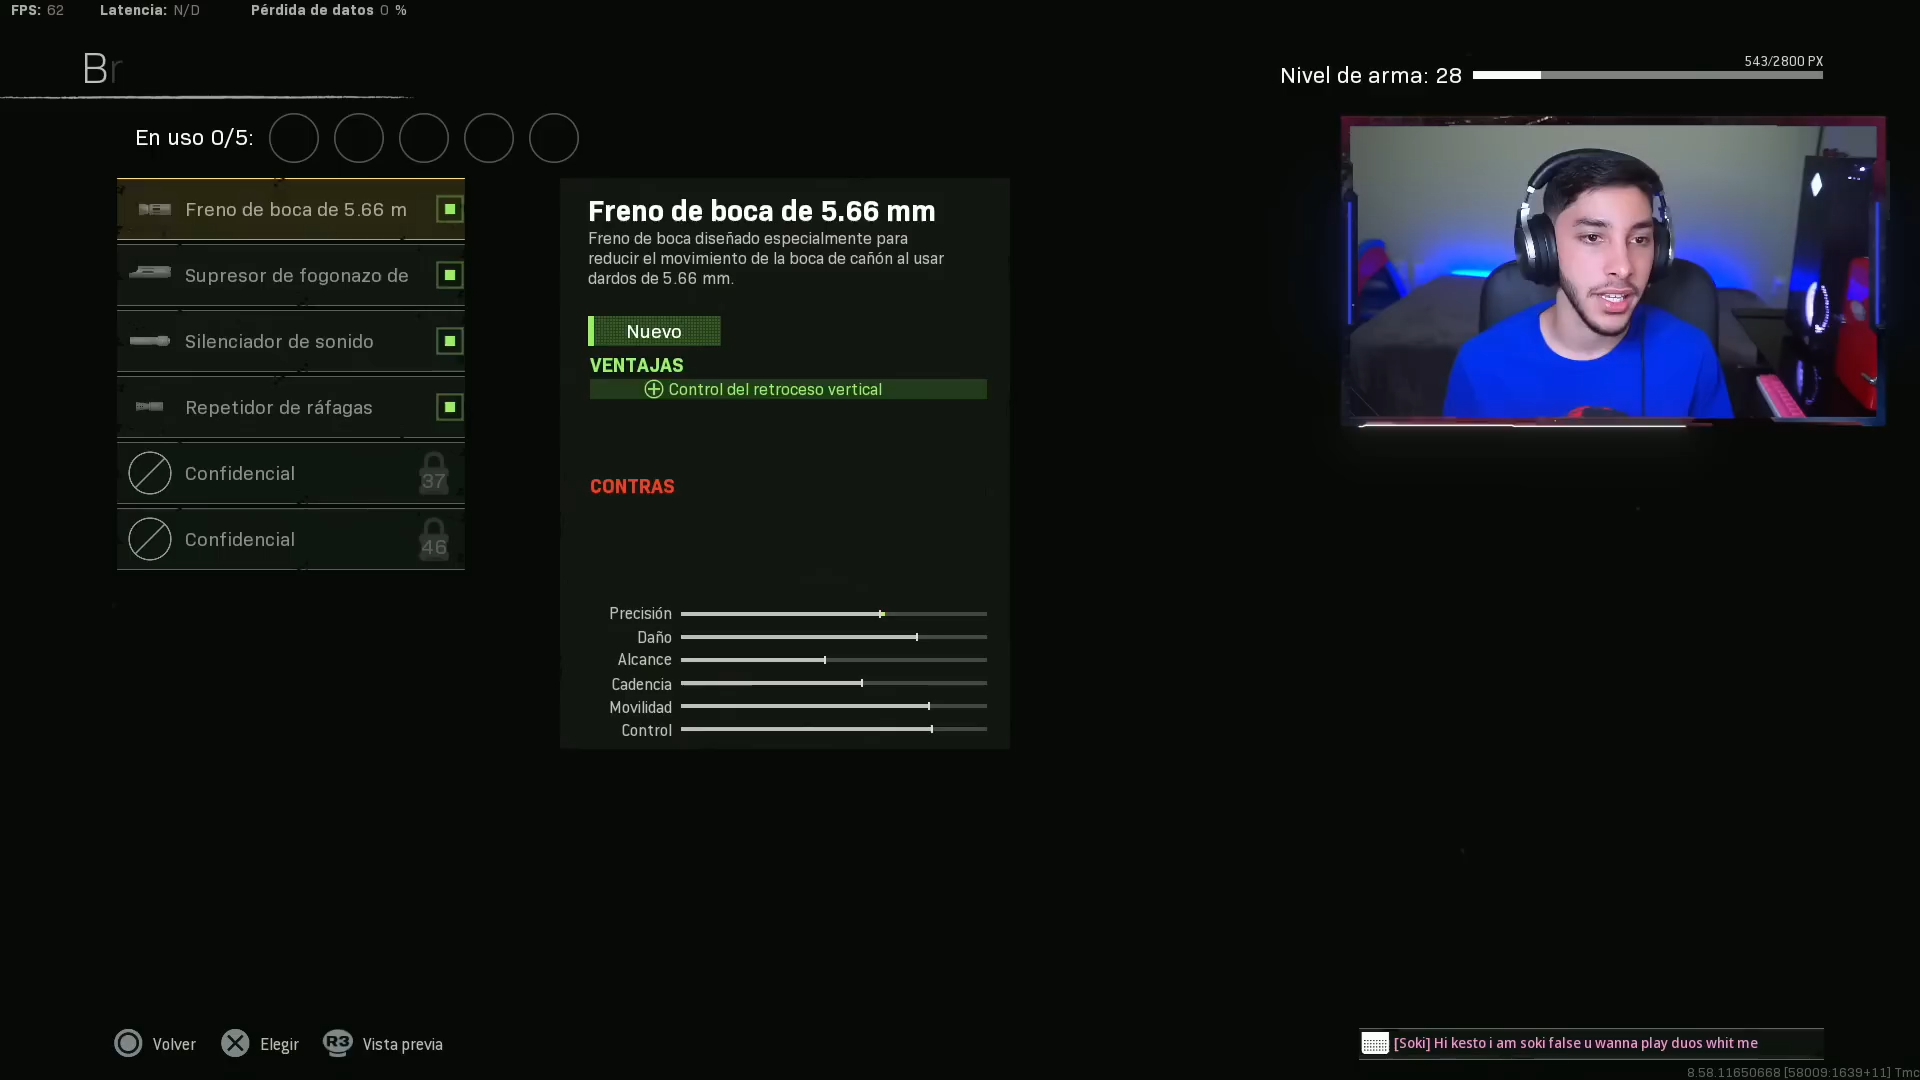 FPS: 62 Latencia: N/D Pérdida de datos 0 %
Br
543/2800 PX
Nivel de arma: 28
En uso 0/5:
Freno de boca de 5.66 m
Supresor de fogonazo de
Silenciador de sonido
Repetidor de ráfagas
Confidencial 37
Confidencial 46
Freno de boca de 5.66 mm
Freno de boca diseñado especialmente para
reducir el movimiento de la boca de cañón al usar
dardos de 5.66 mm.
Nuevo
VENTAJAS
Control del retroceso vertical
CONTRAS
Precisión
Daño
Alcance
Cadencia
Movilidad
Control
Volver Elegir R3 Vista previa
[Soki] Hi kesto i am soki false u wanna play duos whit me
8.58.11650668 [58009:1639+11] Tmc